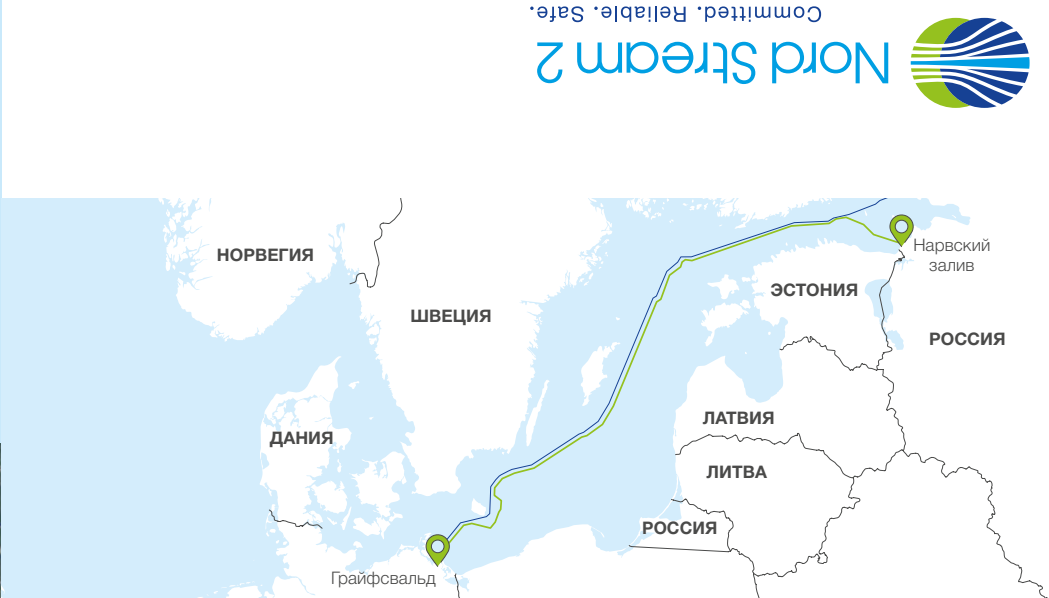 Committed. Reliable. Safe.
Nord Stream 2
НОРВЕГИЯ
ШВЕЦИЯ
Нарвский
залив
ЭСТОНИЯ
РОССИЯ
ДАНИЯ
ЛАТВИЯ
ЛИТВА
РОССИЯ
Грайфсвальд